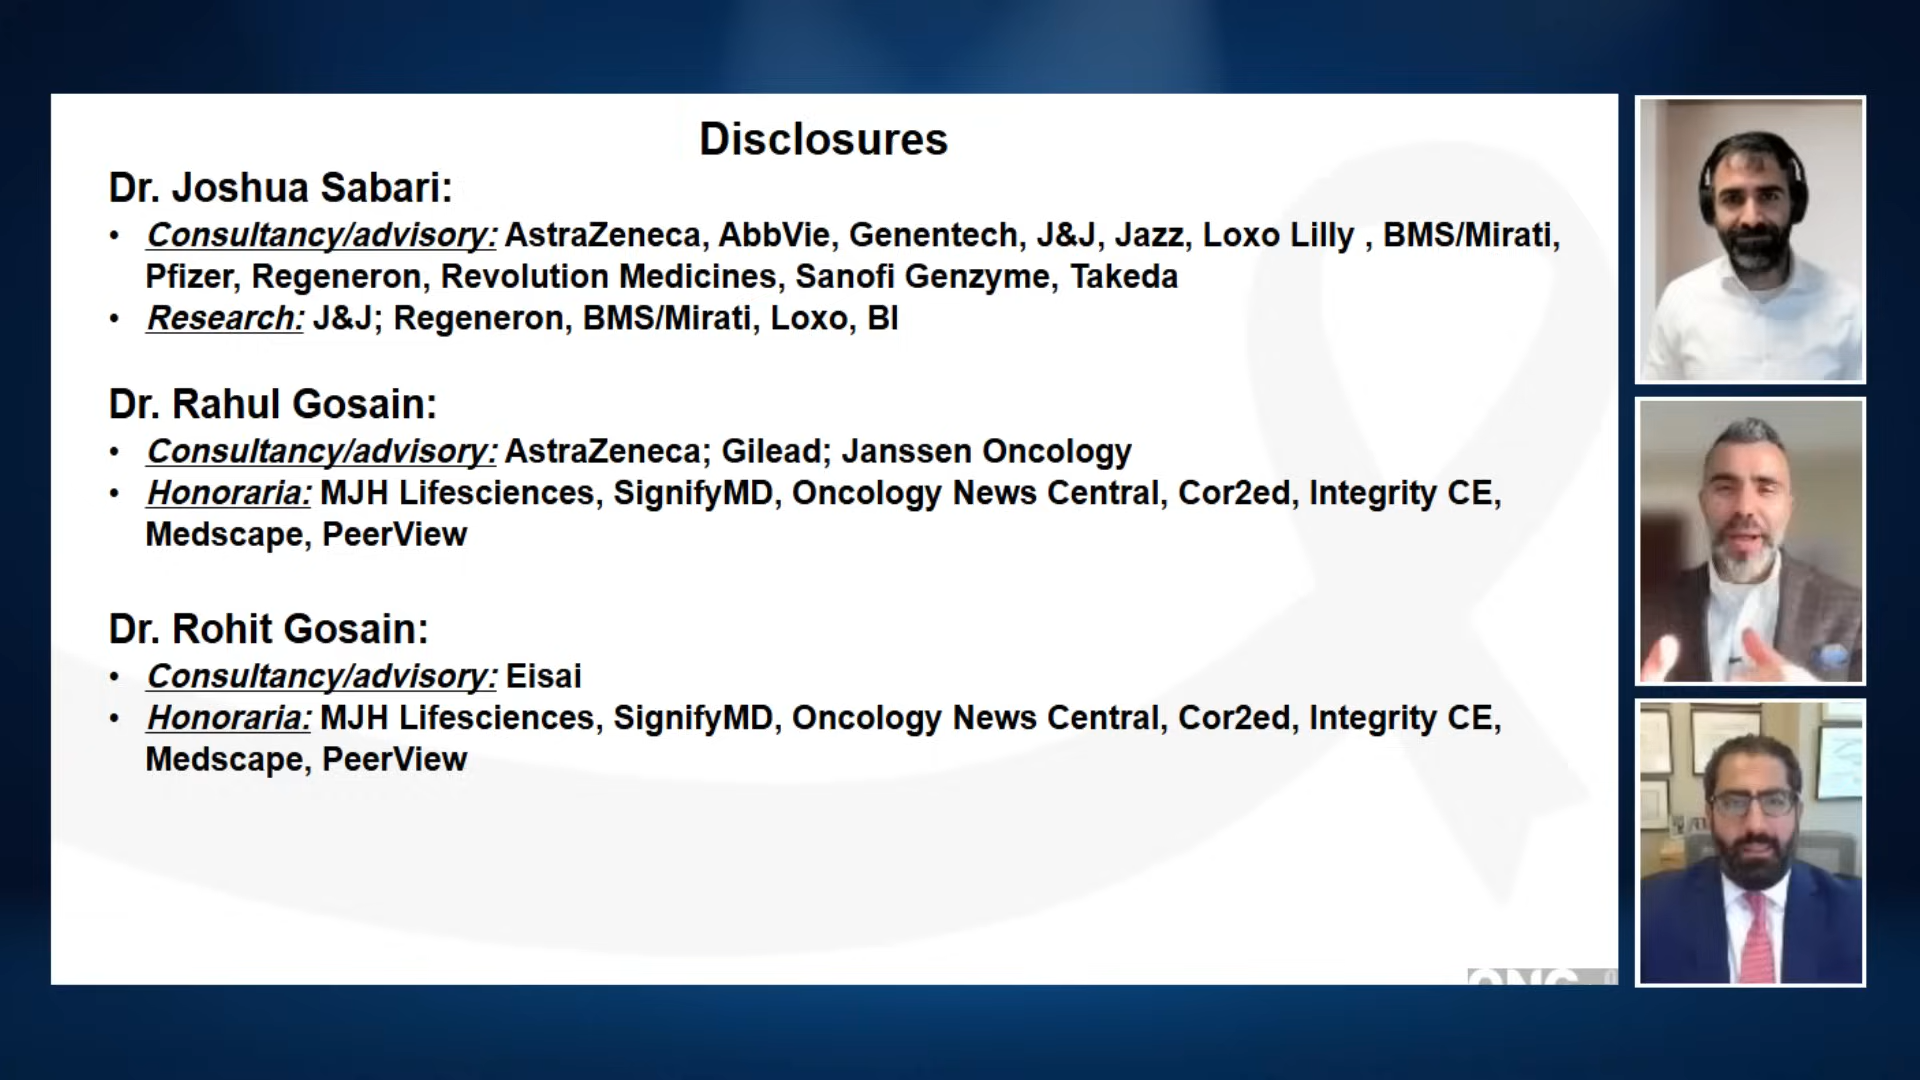 Disclosures
Dr. Joshua Sabari:
• Consultancy/advisory: AstraZeneca, AbbVie, Genentech, J&J, Jazz, Loxo Lilly , BMS/Mirati,
Pfizer, Regeneron, Revolution Medicines, Sanofi Genzyme, Takeda
• Research: J&J; Regeneron, BMS/Mirati, Loxo, BI
Dr. Rahul Gosain:
• Consultancy/advisory: AstraZeneca; Gilead; Janssen Oncology
• Honoraria: MJH Lifesciences, SignifyMD, Oncology News Central, Cor2ed, Integrity CE,
Medscape, PeerView
Dr. Rohit Gosain:
• Consultancy/advisory: Eisai
• Honoraria: MJH Lifesciences, SignifyMD, Oncology News Central, Cor2ed, Integrity CE,
Medscape, PeerView